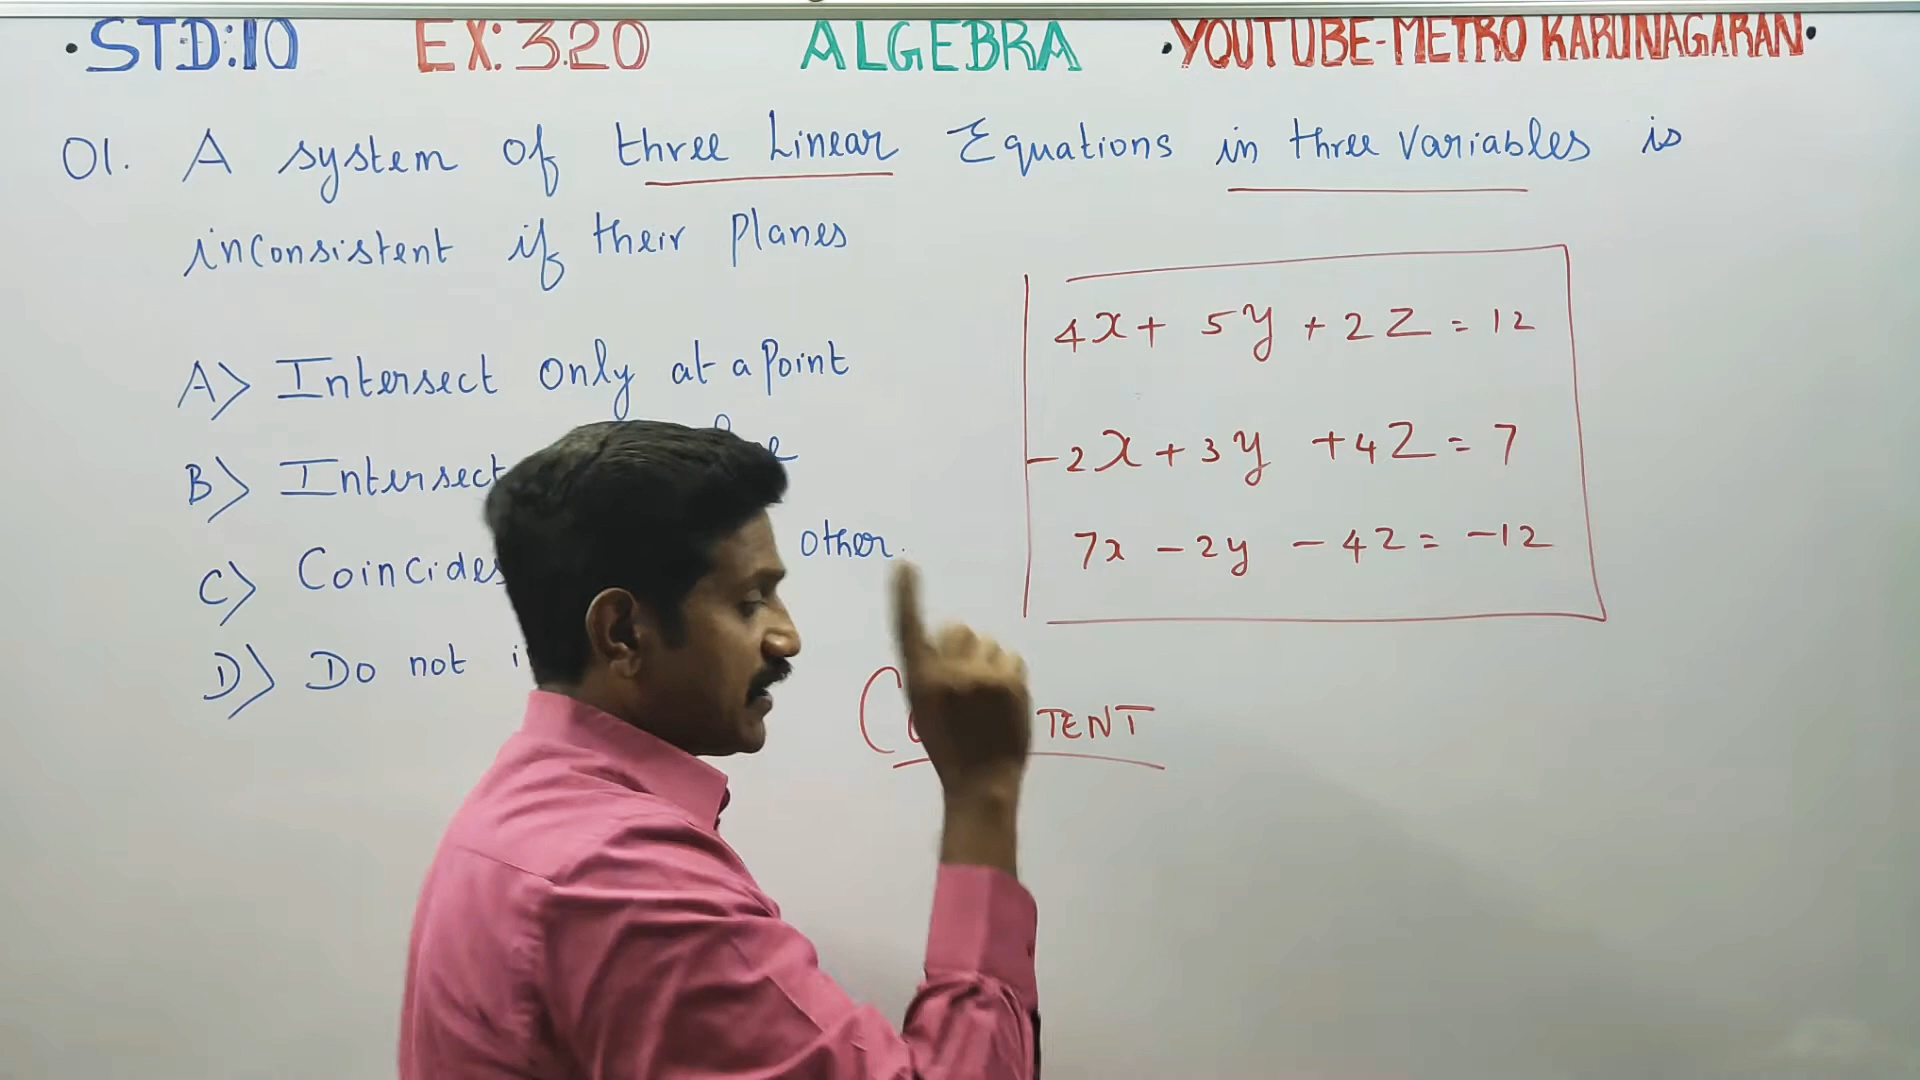 •STD:10 EX:3.20 ALGEBRA •YOUTUBE-METRO KARUNAGARAN•
01. A system of three Linear Equations in three variables is
inconsistent if their Planes
A) Intersect only at a Point
B) Intersect
C) Coincides other.
D) Do not
4x + 5y + 2z = 12
-2x + 3y + 4z = 7
7x - 2y - 4z = -12